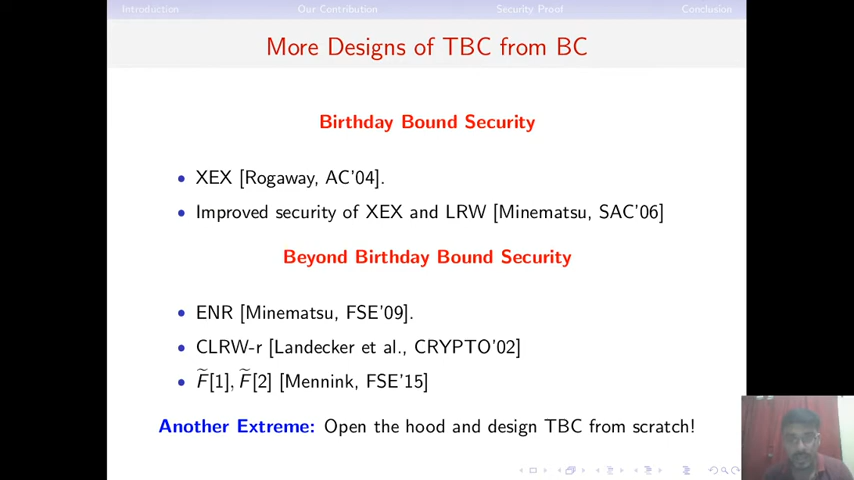 Introduction Our Contribution Security Proof Conclusion
More Designs of TBC from BC
Birthday Bound Security
• XEX [Rogaway, AC'04].
• Improved security of XEX and LRW [Minematsu, SAC'06]
Beyond Birthday Bound Security
• ENR [Minematsu, FSE'09].
• CLRW-r [Landecker et al., CRYPTO'02]
• F̃[1], F̃[2] [Mennink, FSE'15]
Another Extreme: Open the hood and design TBC from scratch!